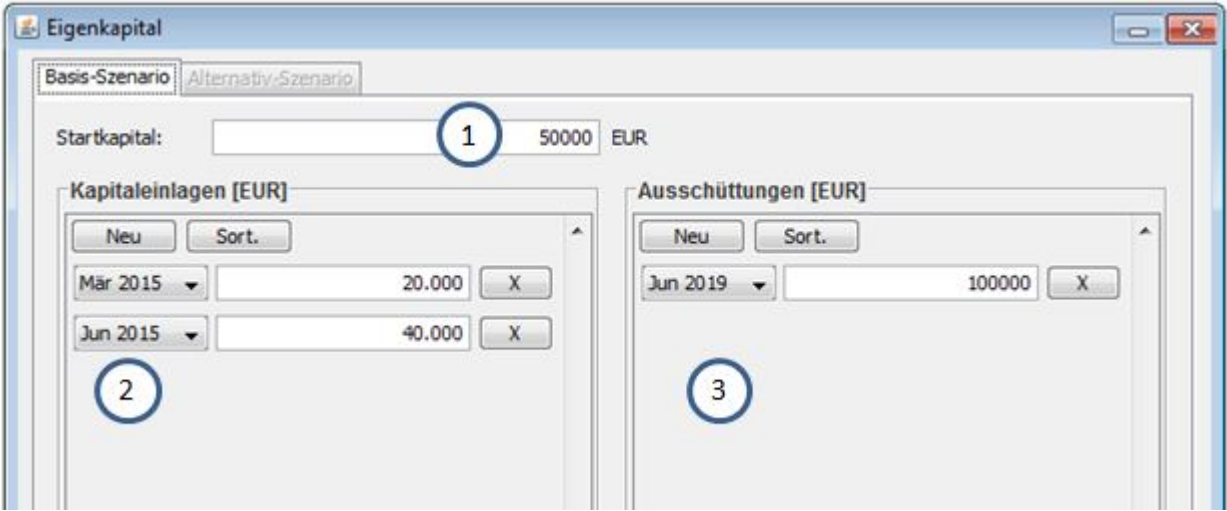 Eigenkapital
Basis-Szenario Alternativ-Szenario
Startkapital: 1 50000 EUR
Kapitaleinlagen [EUR]
Neu Sort.
Mär 2015 20.000 X
Jun 2015 40.000 X
2
Ausschüttungen [EUR]
Neu Sort.
Jun 2019 100000 X
3